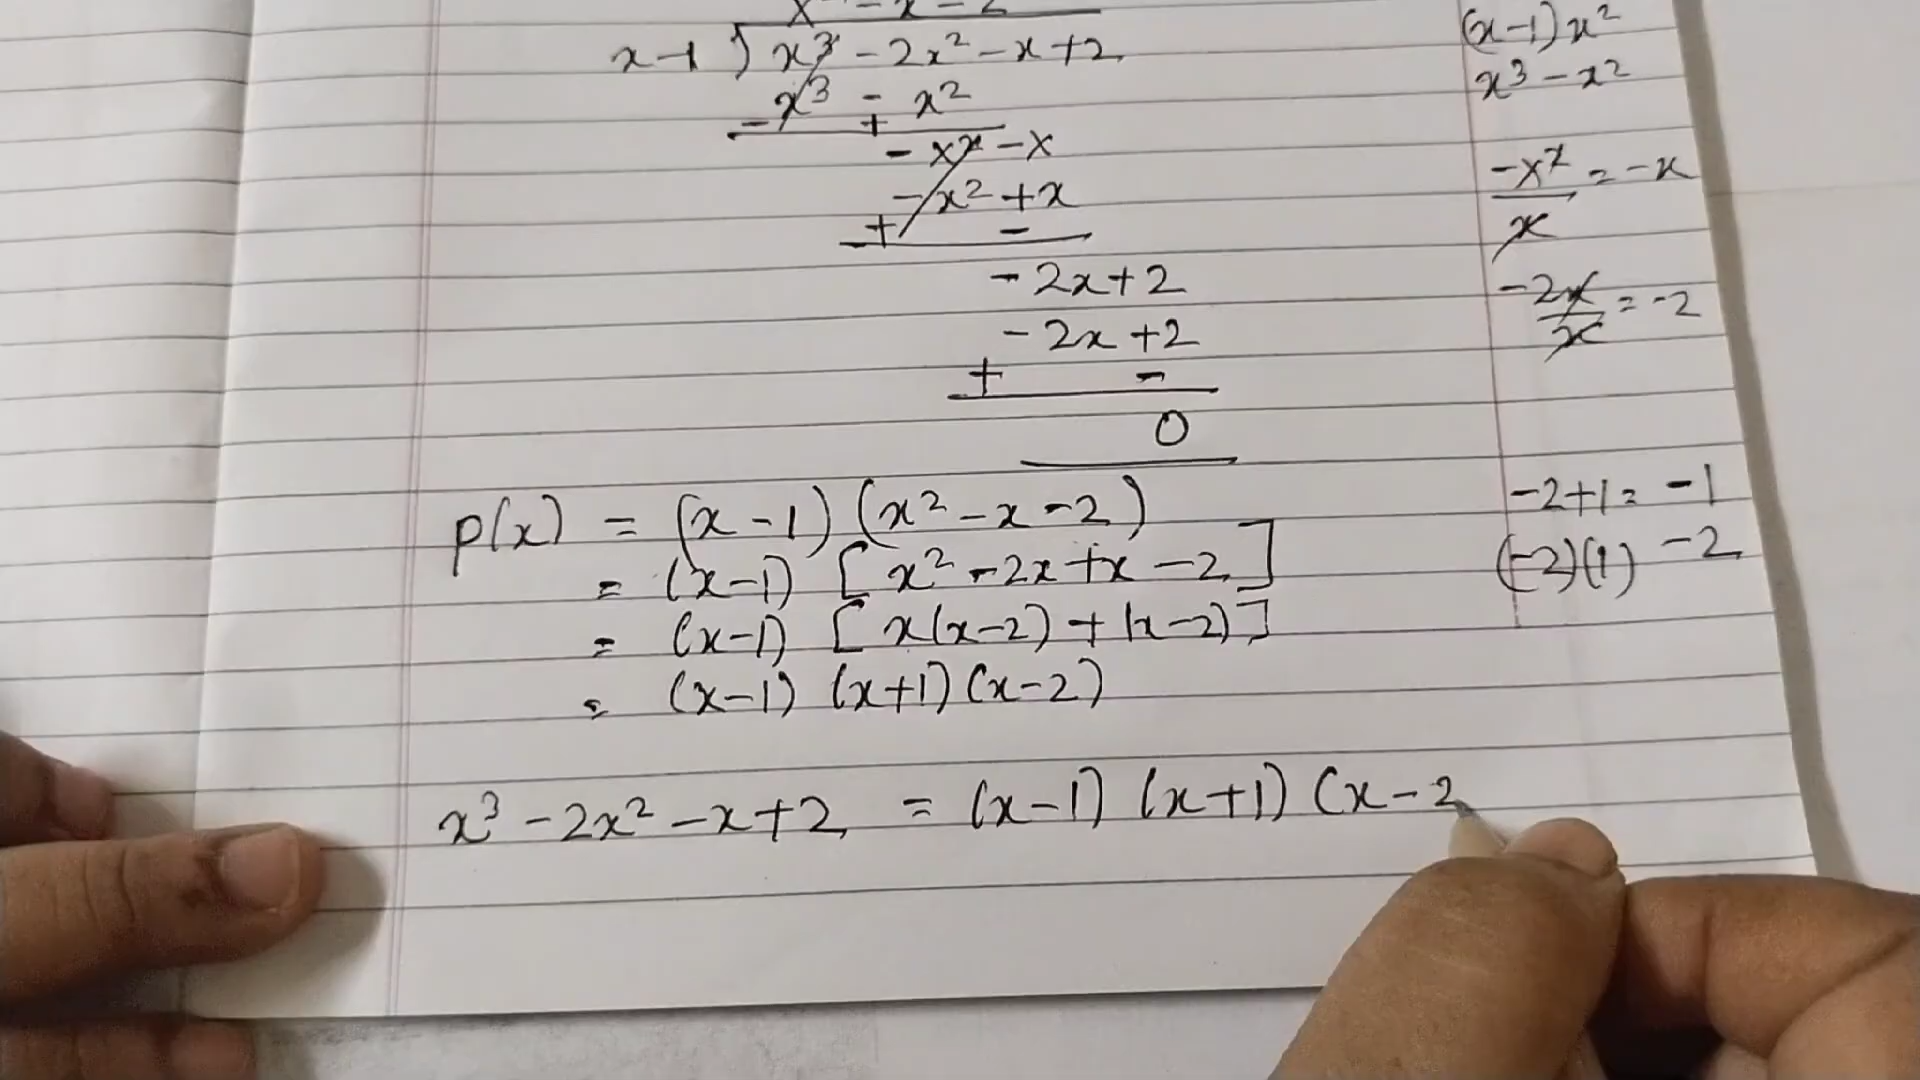 x² - x - 2
x-1 ) x³ - 2x² - x + 2
x³ - x²
- +
- x² - x
- x² + x
+ -
- 2x + 2
- 2x + 2
+ -
0
p(x) = (x - 1) (x² - x - 2)
= (x-1) [x² - 2x + x - 2]
= (x-1) [x(x-2) + 1(x-2)]
= (x-1) (x+1) (x-2)
x³ - 2x² - x + 2 = (x-1) (x+1) (x-2
(x-1)x²
x³ - x²
-x²/x = -x
-2x/x = -2
-2+1 = -1
(-2)(1) -2